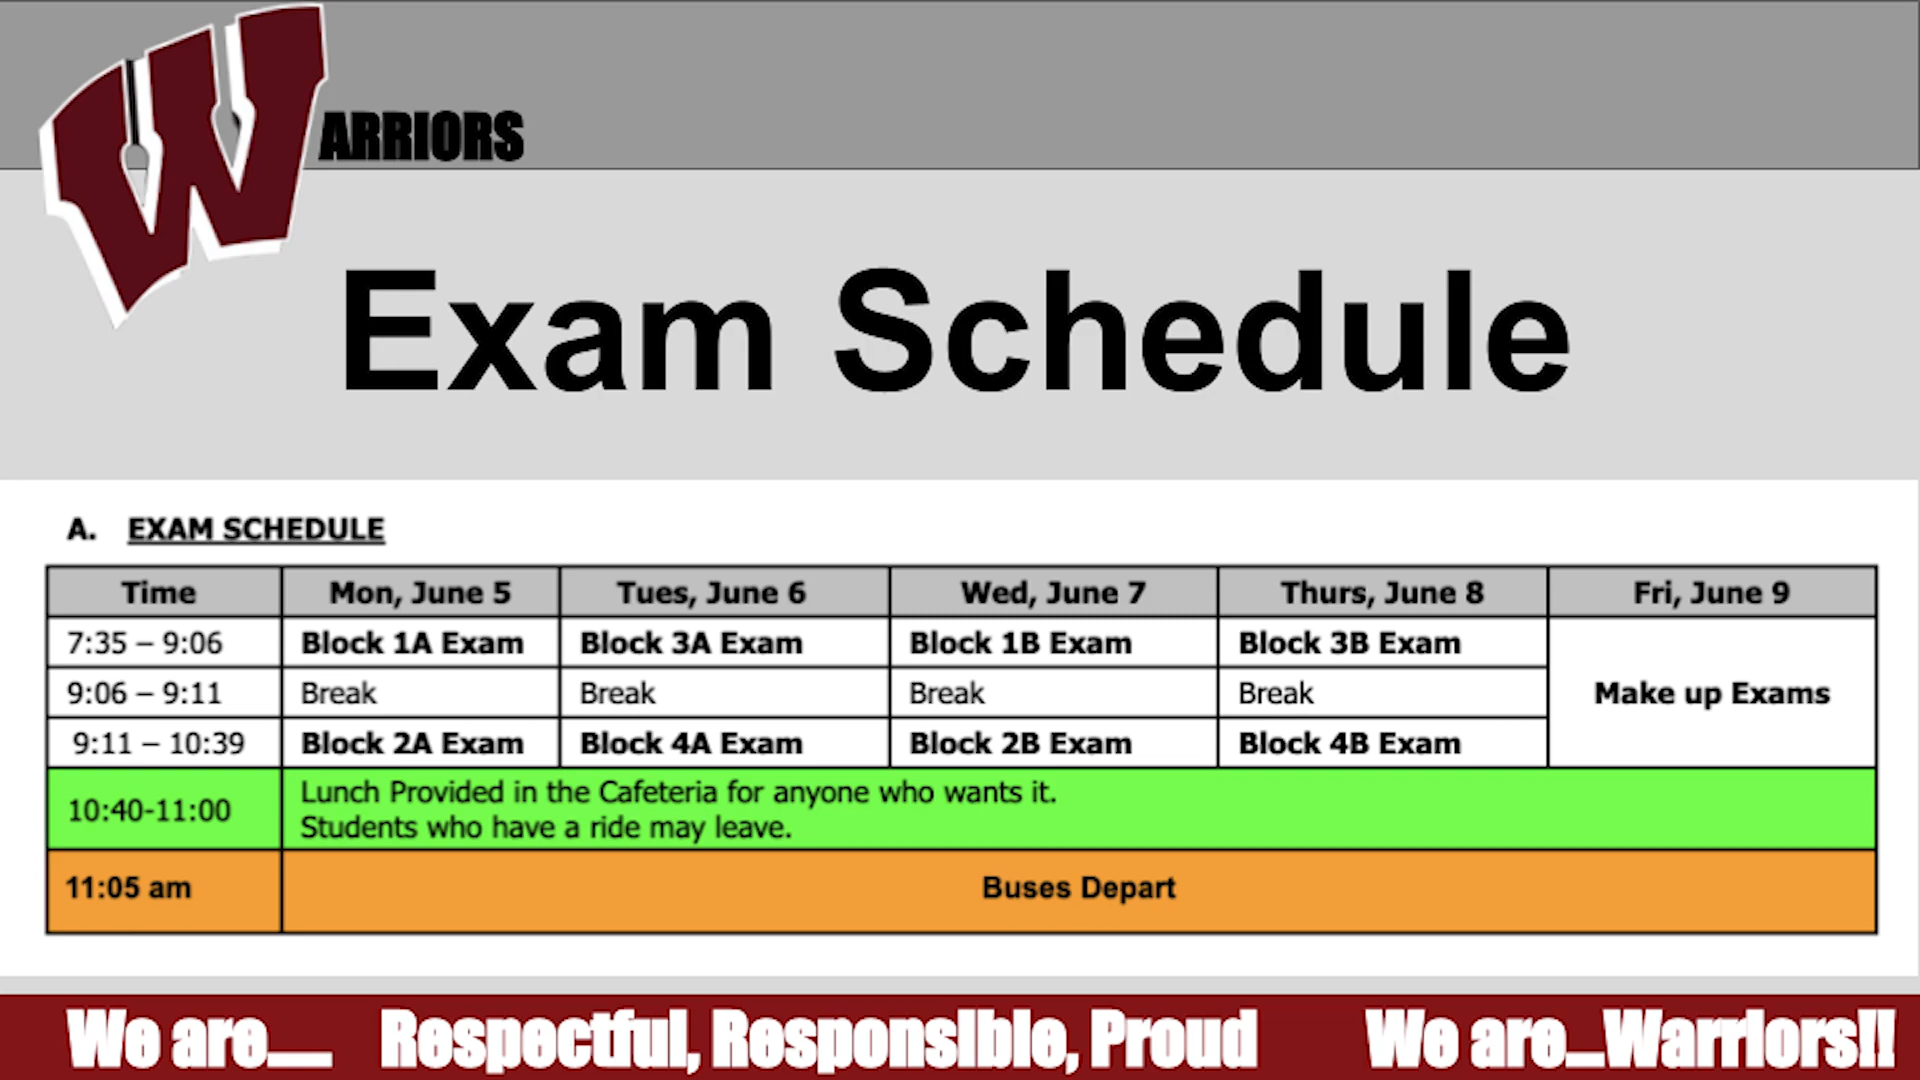 WARRIORS
Exam Schedule
A. EXAM SCHEDULE
Time Mon, June 5 Tues, June 6 Wed, June 7 Thurs, June 8 Fri, June 9
7:35 – 9:06 Block 1A Exam Block 3A Exam Block 1B Exam Block 3B Exam
9:06 – 9:11 Break Break Break Break Make up Exams
9:11 – 10:39 Block 2A Exam Block 4A Exam Block 2B Exam Block 4B Exam
10:40-11:00 Lunch Provided in the Cafeteria for anyone who wants it.
Students who have a ride may leave.
11:05 am Buses Depart
We are..... Respectful, Responsible, Proud We are...Warriors!!